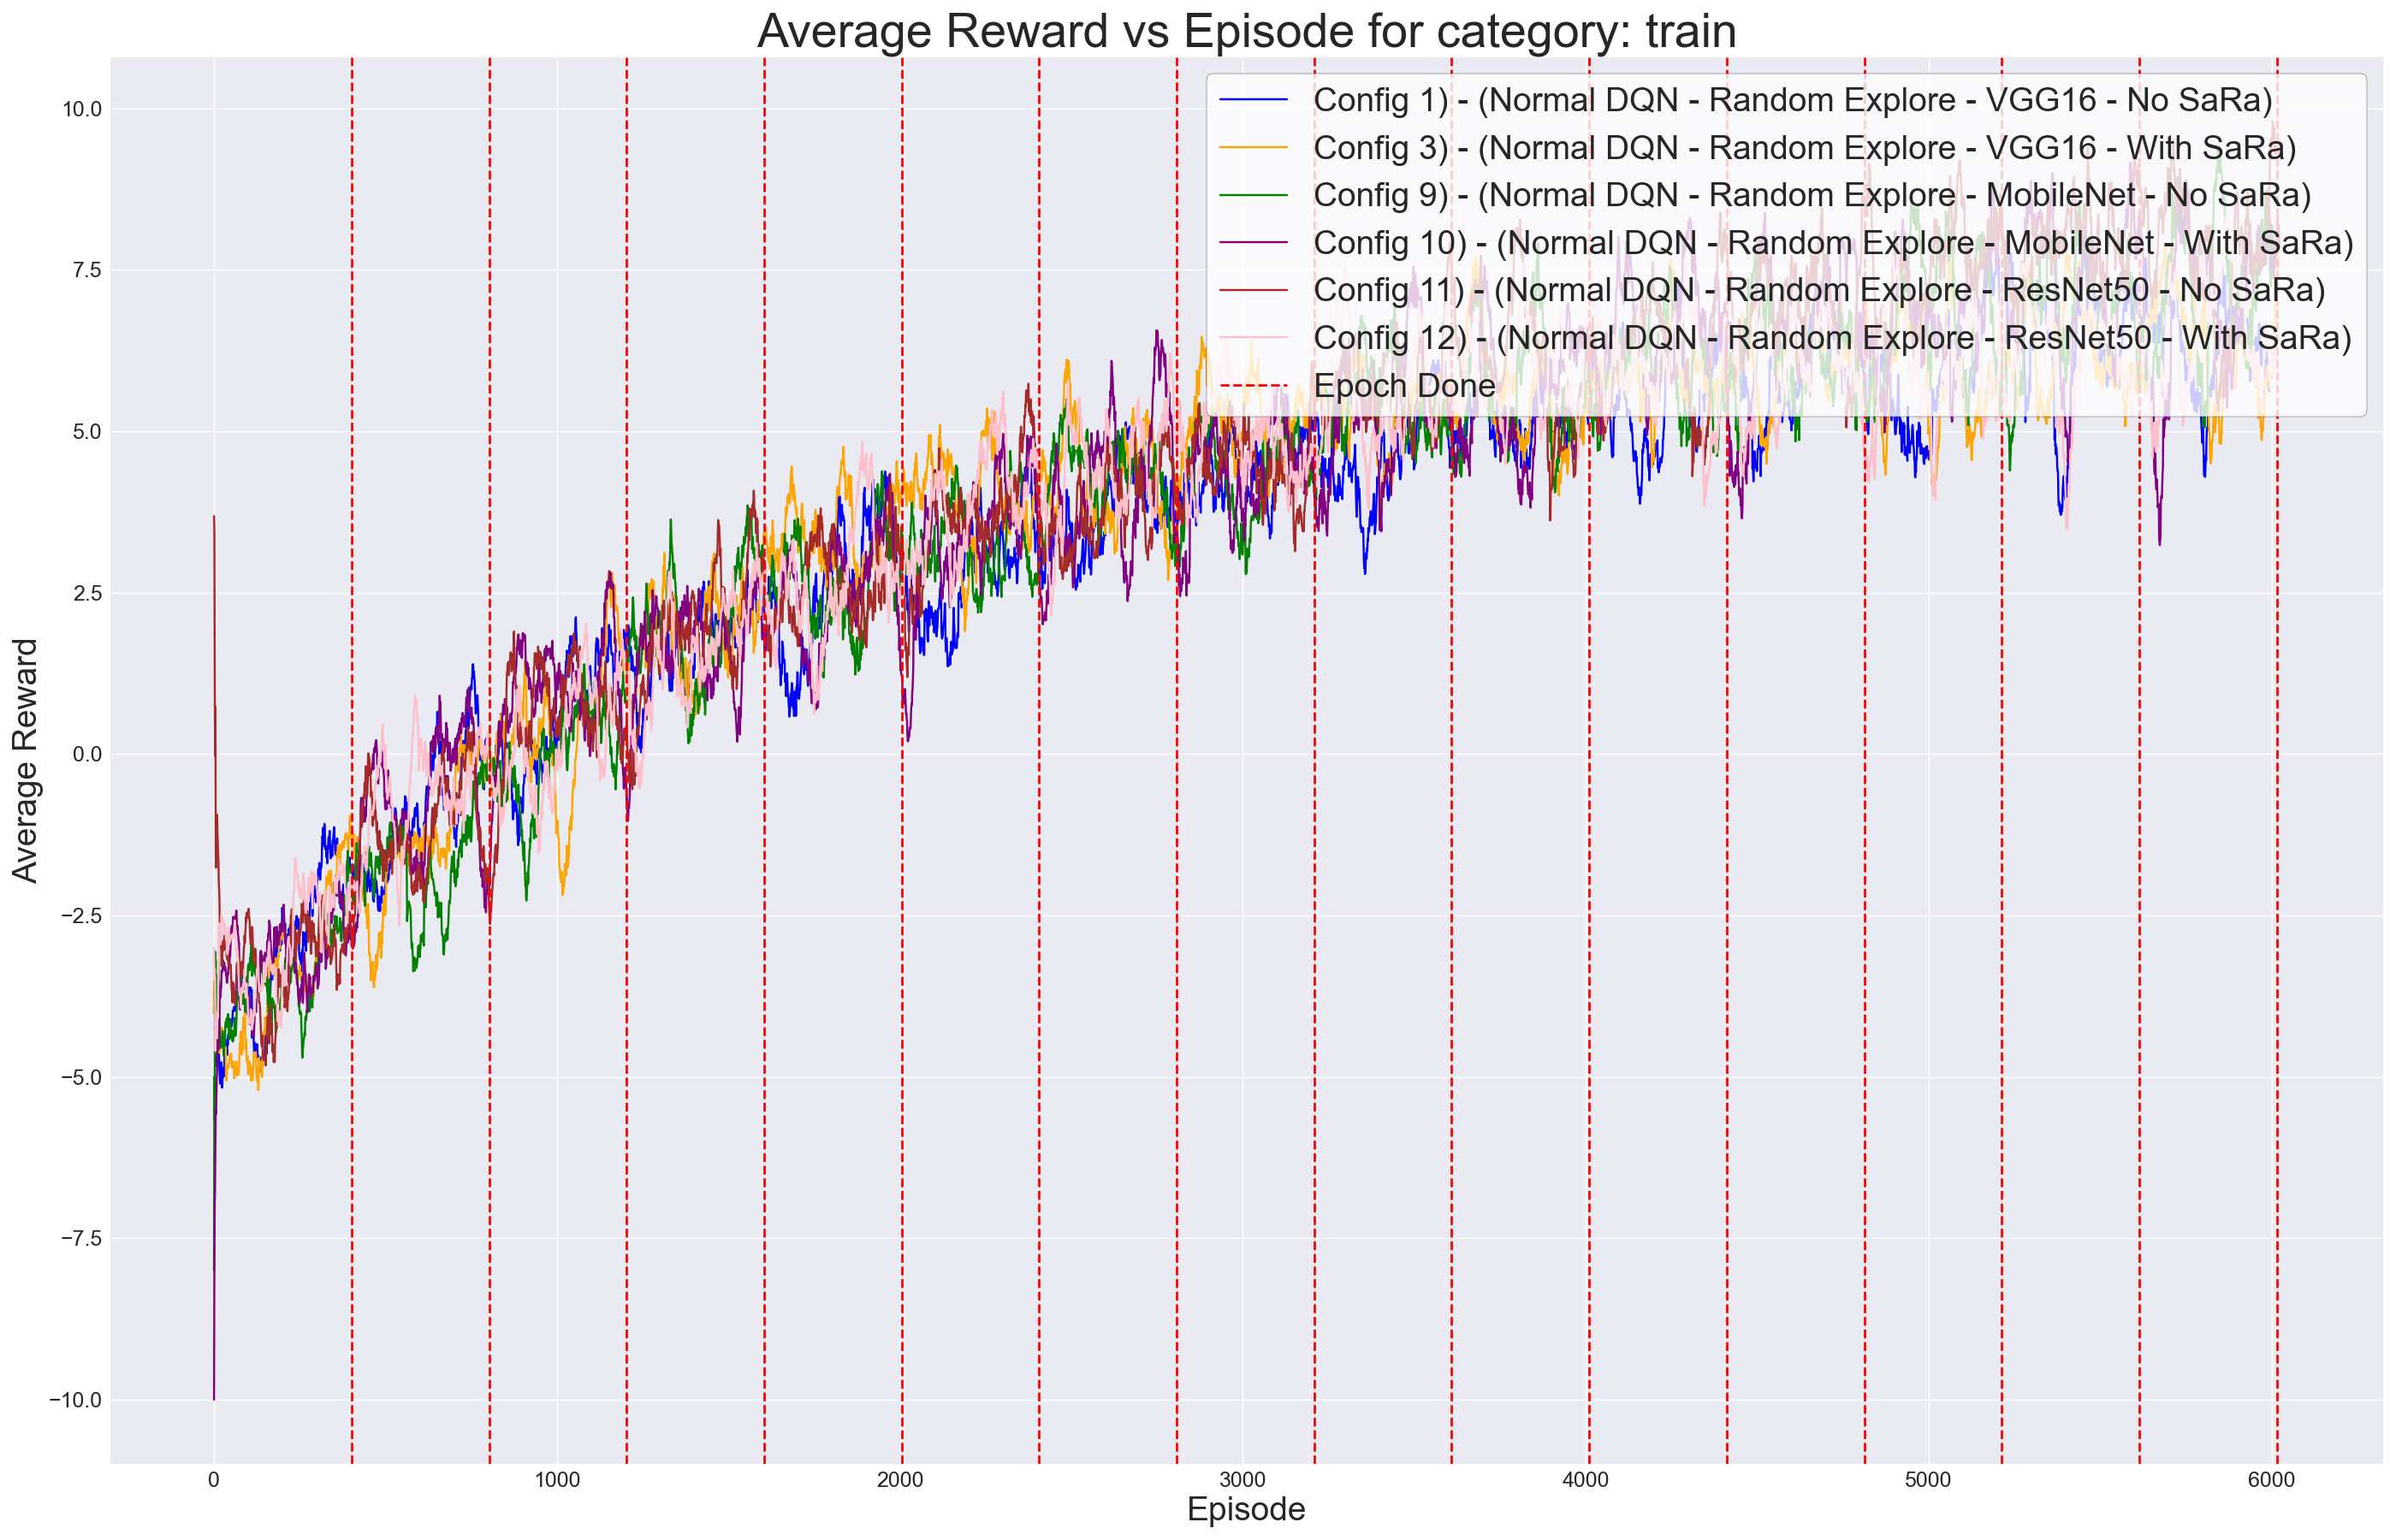 Average Reward vs Episode for category: train
Config 1) - (Normal DQN - Random Explore - VGG16 - No SaRa)
Config 3) - (Normal DQN - Random Explore - VGG16 - With SaRa)
Config 9) - (Normal DQN - Random Explore - MobileNet - No SaRa)
Config 10) - (Normal DQN - Random Explore - MobileNet - With SaRa)
Config 11) - (Normal DQN - Random Explore - ResNet50 - No SaRa)
Config 12) - (Normal DQN - Random Explore - ResNet50 - With SaRa)
Epoch Done
Average Reward
10.0
7.5
5.0
2.5
0.0
−2.5
−5.0
−7.5
−10.0
0 1000 2000 3000 4000 5000 6000
Episode